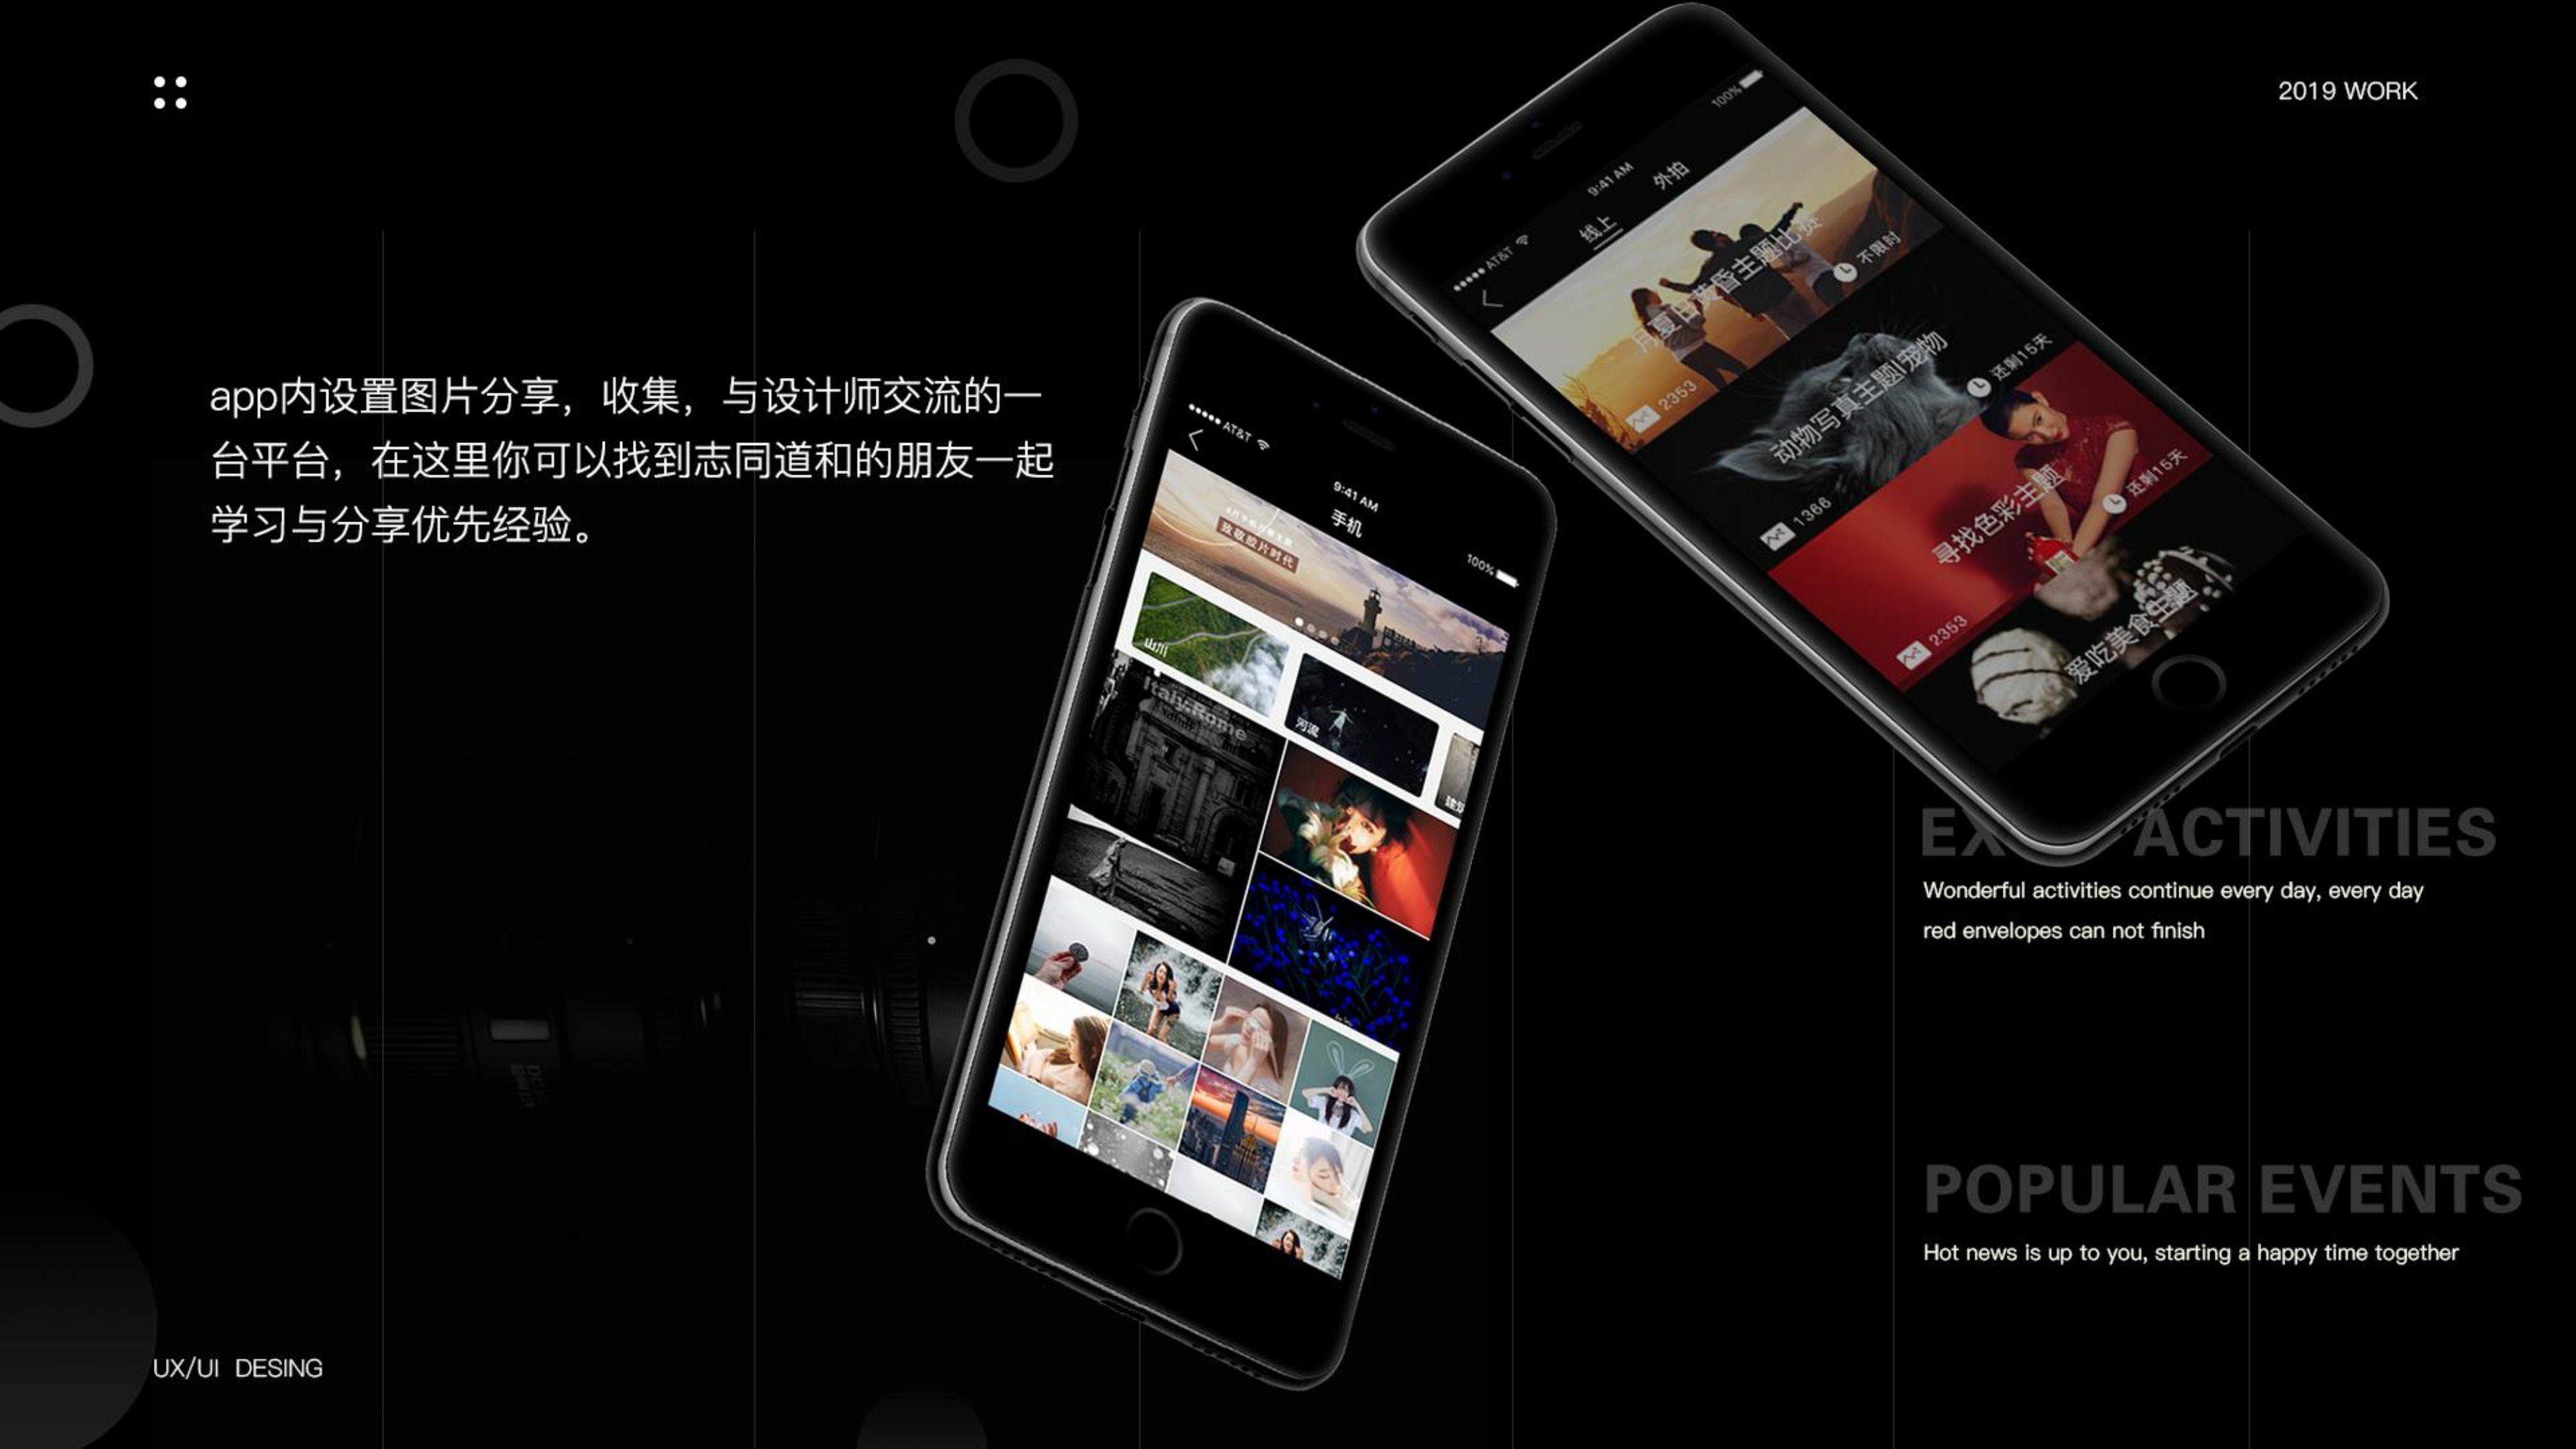 2019 WORK
app内设置图片分享，收集，与设计师交流的一
台平台，在这里你可以找到志同道和的朋友一起
学习与分享优先经验。
AT&T
9:41 AM
100%
手机
致敬胶片时代
山川
河流
Italy,Rome
AT&T
9:41 AM
100%
线上
外拍
月夏日黄昏主题比赛
2353
不限时
动物写真主题|宠物
1366
还剩15天
寻找色彩主题
2353
还剩15天
爱吃美食主题
ACTIVITIES
Wonderful activities continue every day, every day
red envelopes can not finish
POPULAR EVENTS
Hot news is up to you, starting a happy time together
UX/UI DESING